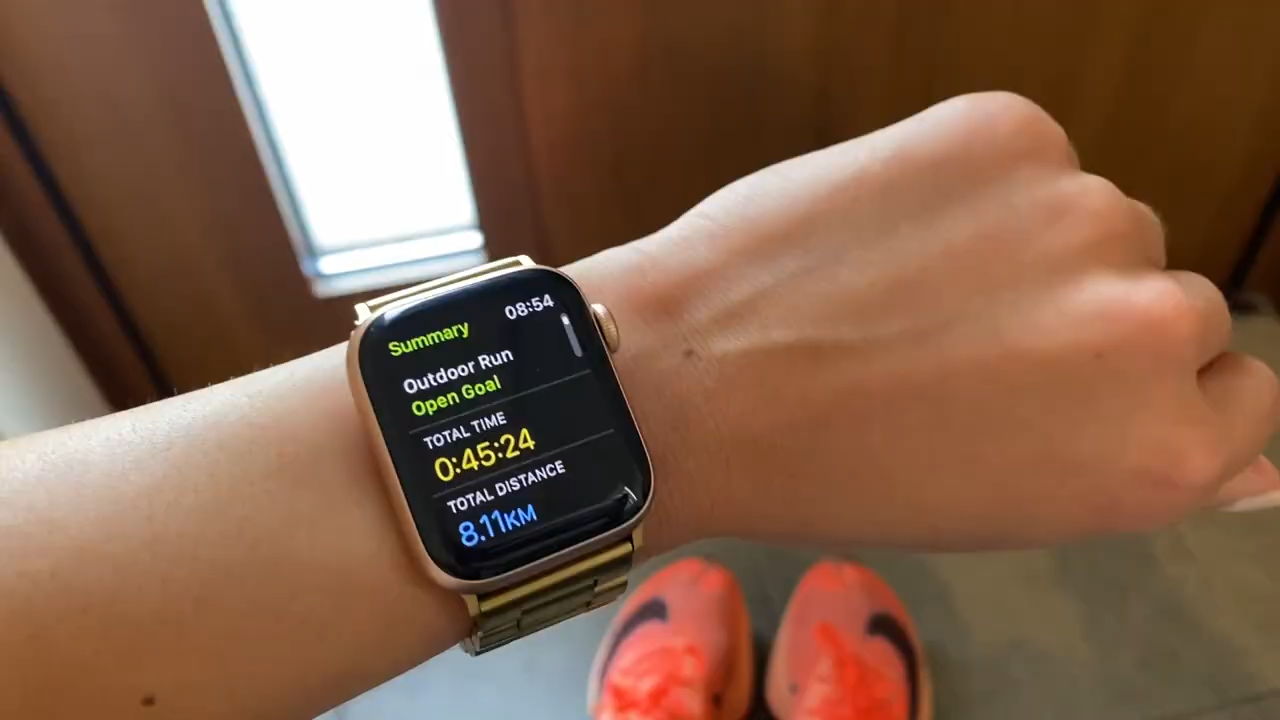 08:54
Summary
Outdoor Run
Open Goal
TOTAL TIME
0:45:24
TOTAL DISTANCE
8.11KM